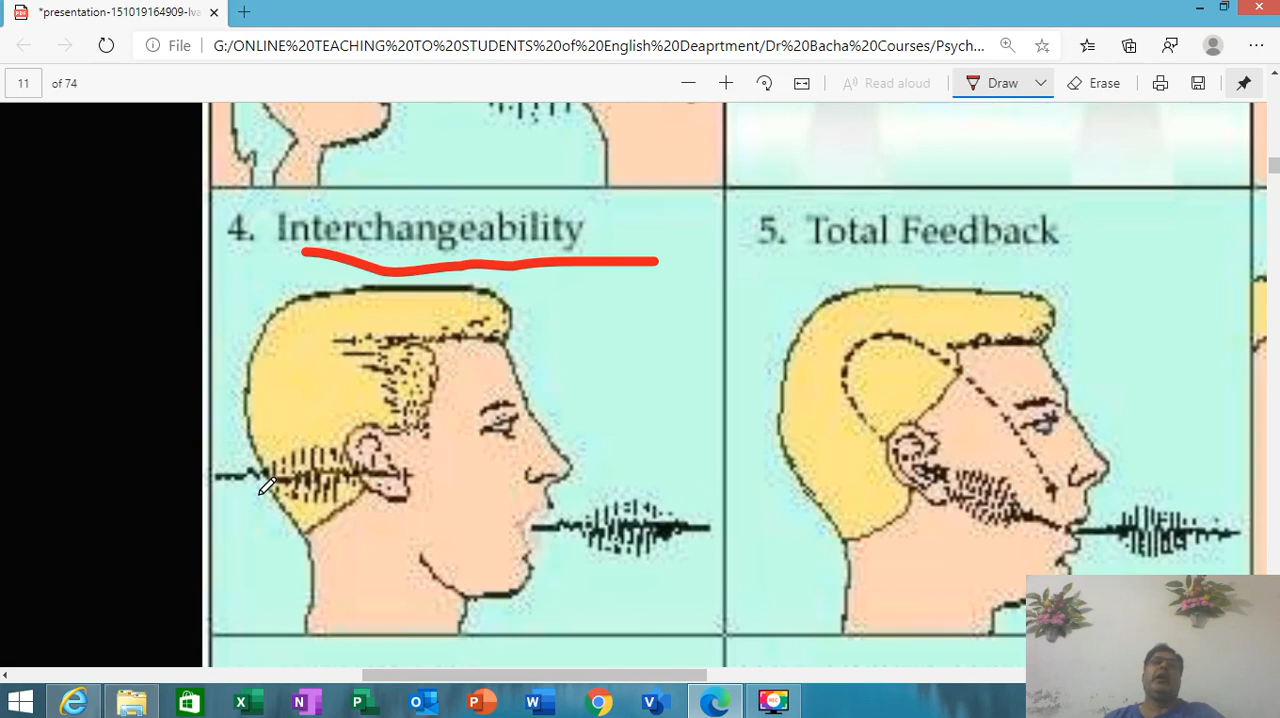 *presentation-151019164909-lva
File
G:/ONLINE%20TEACHING%20TO%20STUDENTS%20of%20English%20Deaprtment/Dr%20Bacha%20Courses/Psych...
11 of 74
Read aloud
Draw
Erase
4. Interchangeability
5. Total Feedback